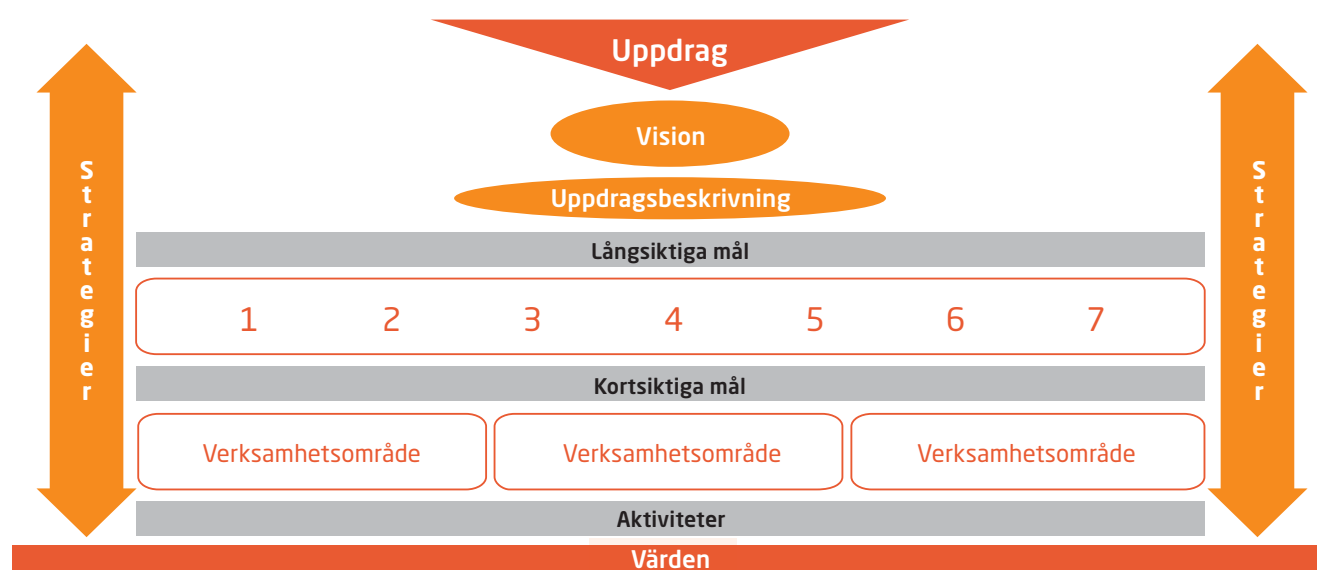 Uppdrag
Vision
Uppdragsbeskrivning
Strategier
Långsiktiga mål
1 2 3 4 5 6 7
Kortsiktiga mål
Verksamhetsområde Verksamhetsområde Verksamhetsområde
Aktiviteter
Strategier
Värden